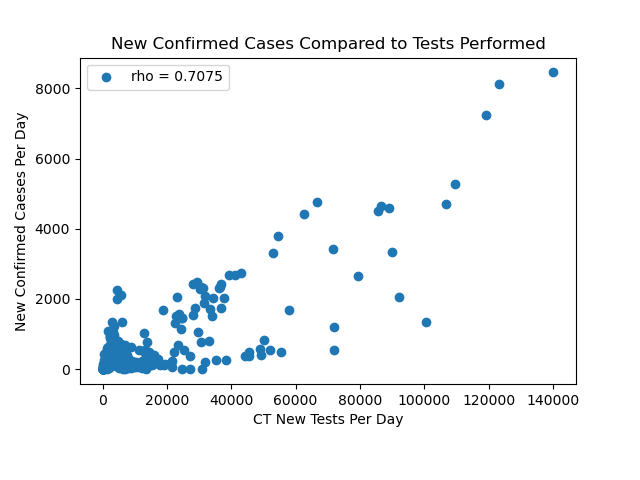 New Confirmed Cases Compared to Tests Performed
rho = 0.7075
New Confirmed Caeses Per Day
8000
6000
4000
2000
0
0 20000 40000 60000 80000 100000 120000 140000
CT New Tests Per Day